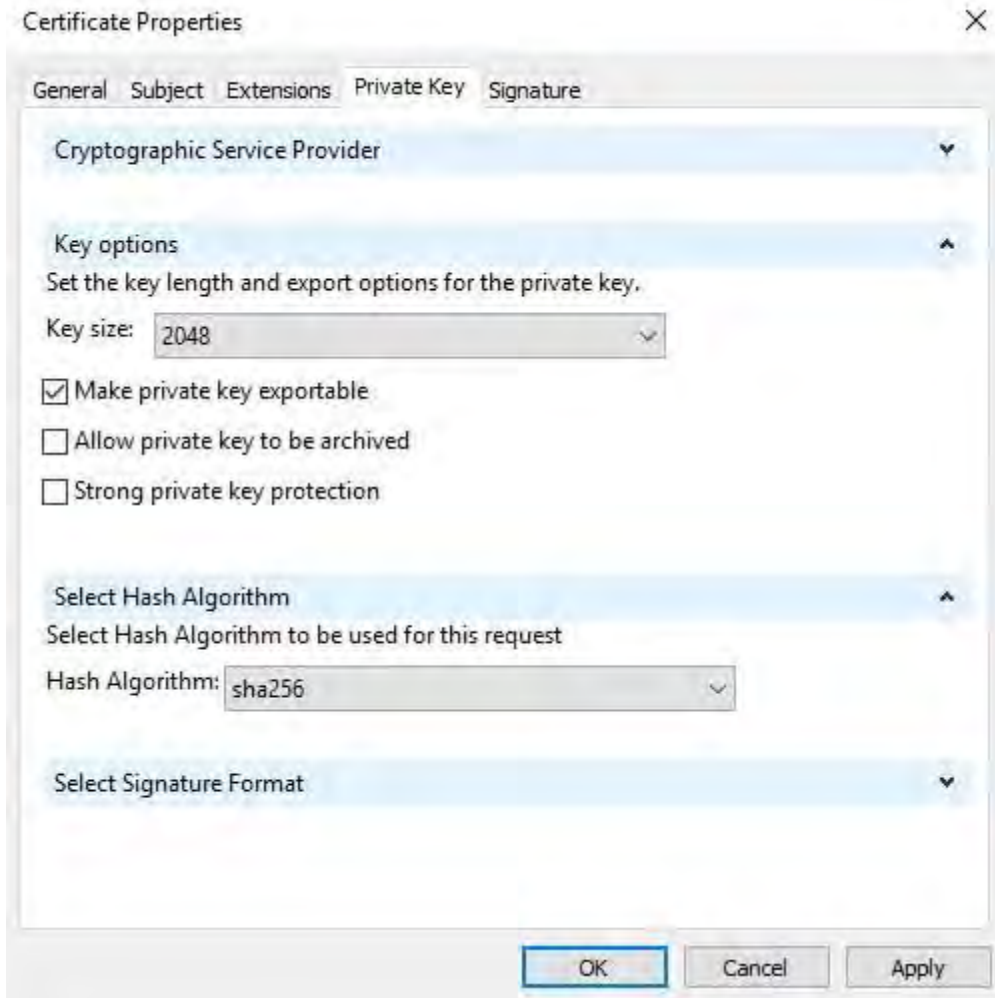 Certificate Properties
General Subject Extensions Private Key Signature
Cryptographic Service Provider
Key options
Set the key length and export options for the private key.
Key size: 2048
Make private key exportable
Allow private key to be archived
Strong private key protection
Select Hash Algorithm
Select Hash Algorithm to be used for this request
Hash Algorithm: sha256
Select Signature Format
OK Cancel Apply